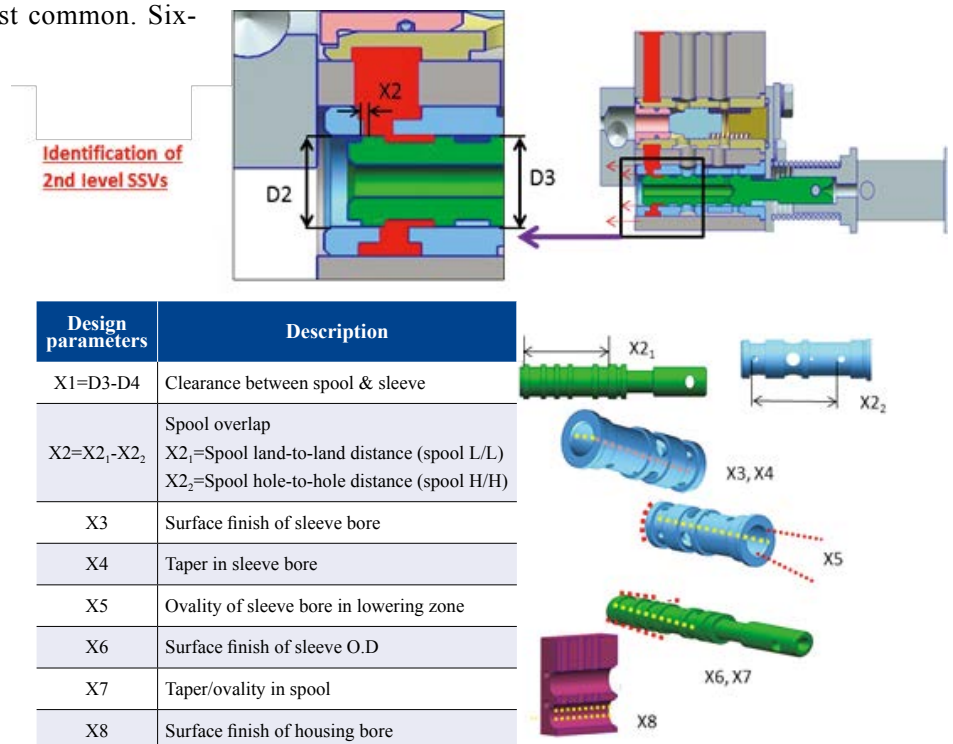 st common. Six-
X2
D2
D3
Identification of
2nd level SSVs
Design
parameters
Description
X1=D3-D4
Clearance between spool & sleeve
X2=X2₁-X2₂
Spool overlap
X2₁=Spool land-to-land distance (spool L/L)
X2₂=Spool hole-to-hole distance (spool H/H)
X3
Surface finish of sleeve bore
X4
Taper in sleeve bore
X5
Ovality of sleeve bore in lowering zone
X6
Surface finish of sleeve O.D
X7
Taper/ovality in spool
X8
Surface finish of housing bore
X2₁
X2₂
X3, X4
X5
X6, X7
X8